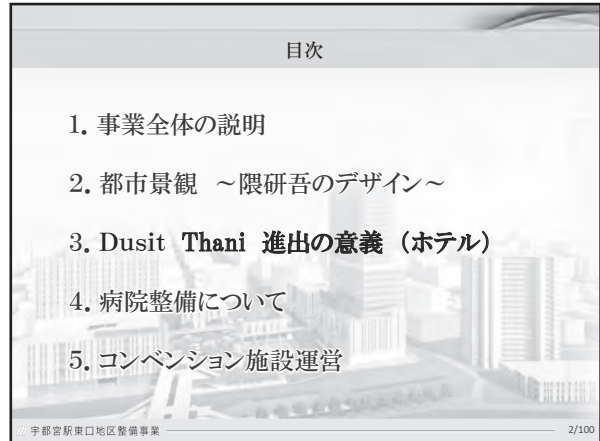 目次
1. 事業全体の説明
2. 都市景観 ～隈研吾のデザイン～
3. Dusit Thani 進出の意義 (ホテル)
4. 病院整備について
5. コンベンション施設運営
宇都宮駅東口地区整備事業 2/100